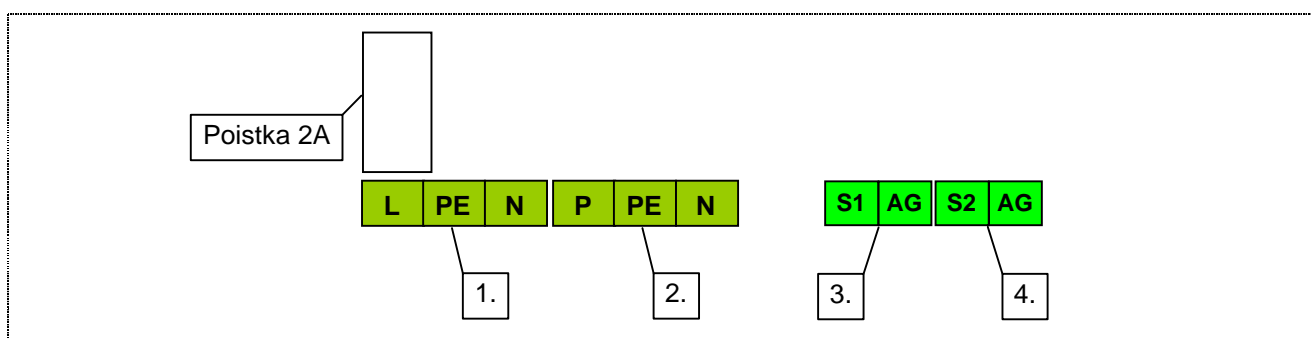 Poistka 2A
L PE N P PE N S1 AG S2 AG
1. 2. 3. 4.